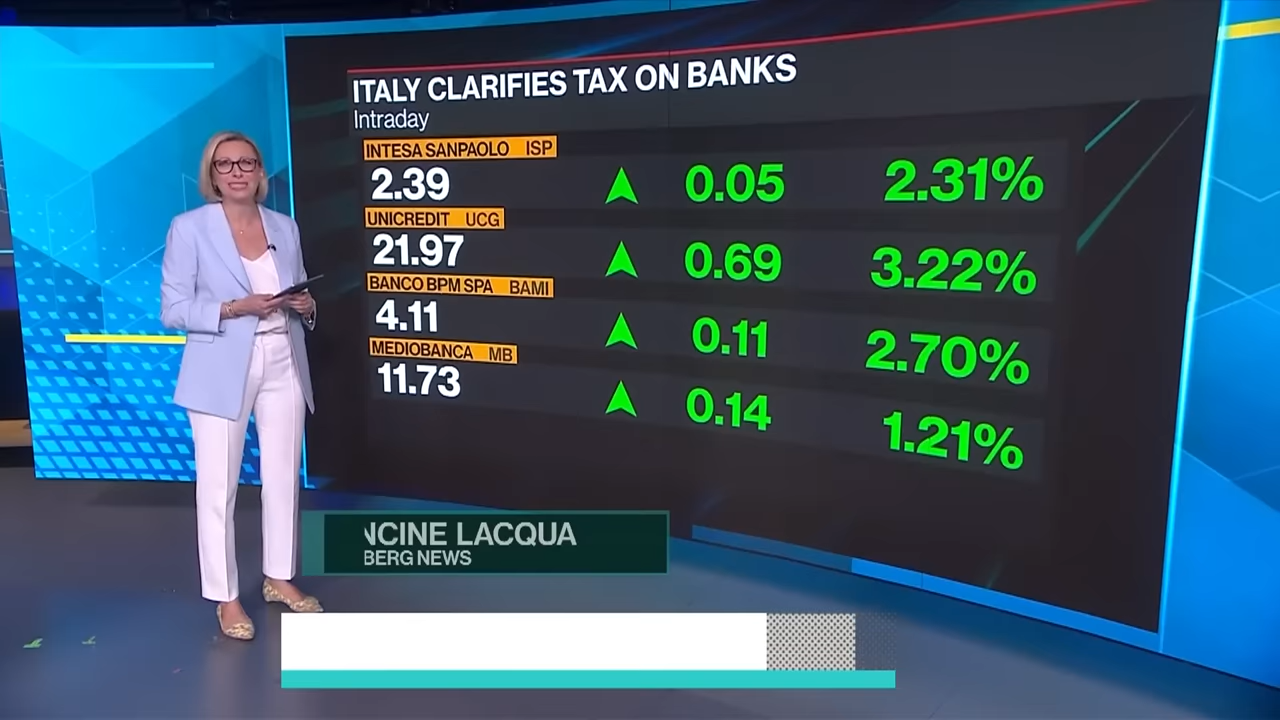 ITALY CLARIFIES TAX ON BANKS
Intraday
INTESA SANPAOLO ISP
2.39 0.05 2.31%
UNICREDIT UCG
21.97 0.69 3.22%
BANCO BPM SPA BAMI
4.11 0.11 2.70%
MEDIOBANCA MB
11.73 0.14 1.21%
NCINE LACQUA
BERG NEWS